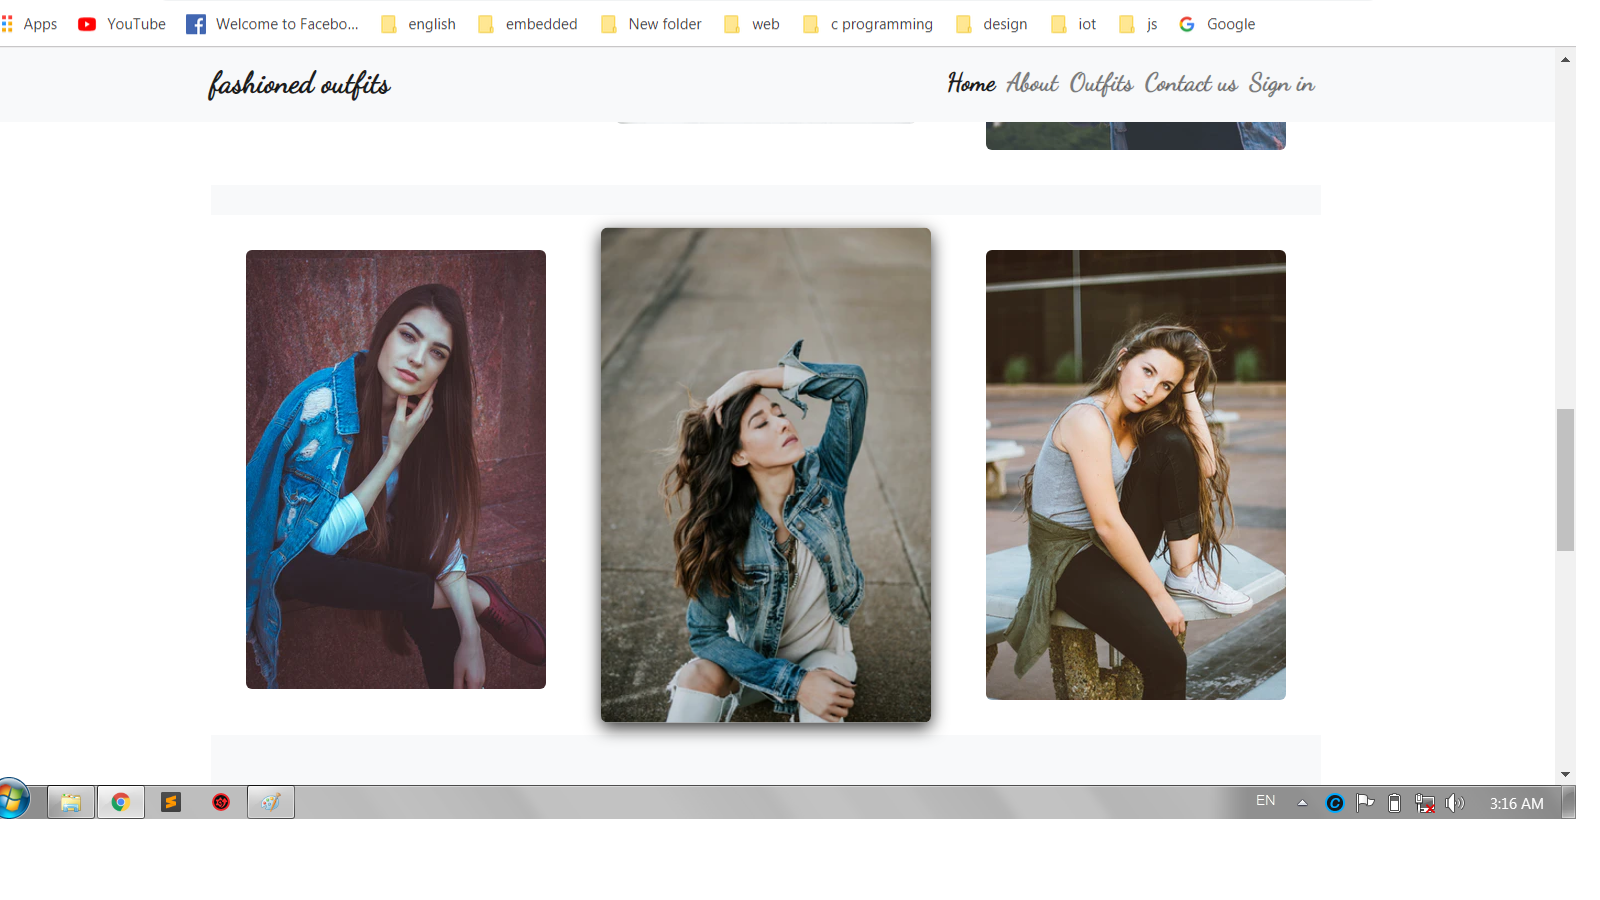 Apps YouTube Welcome to Facebo... english embedded New folder web c programming design iot js Google
fashioned outfits Home About Outfits Contact us Sign in
EN 3:16 AM